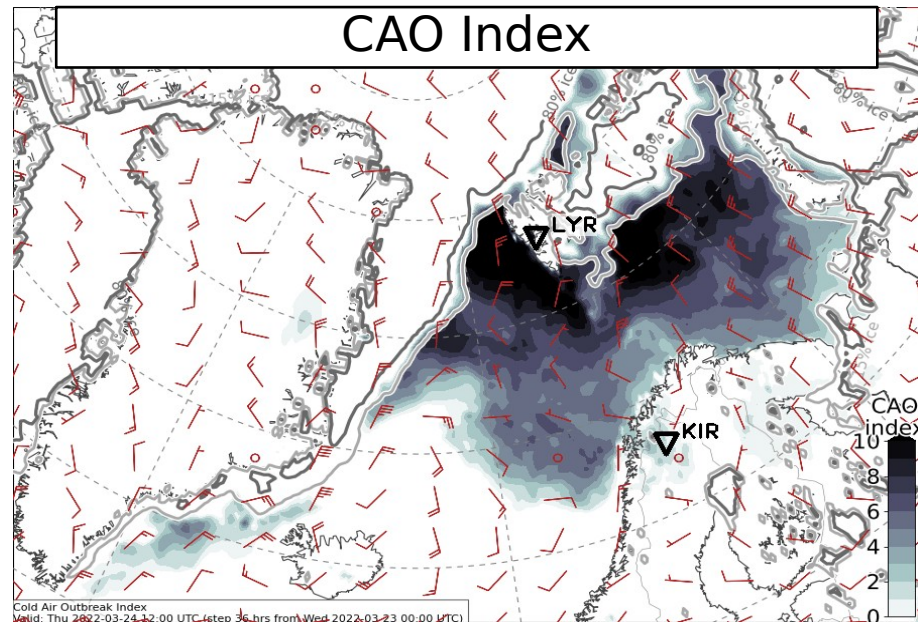 CAO Index
80% ice
80% ice
80% ice
80% ice
LYR
KIR
CAO
index
10
8
6
4
2
0
Cold Air Outbreak Index
Valid: Thu 2022-03-24 12:00 UTC (step 36 hrs from Wed 2022-03-23 00:00 UTC)